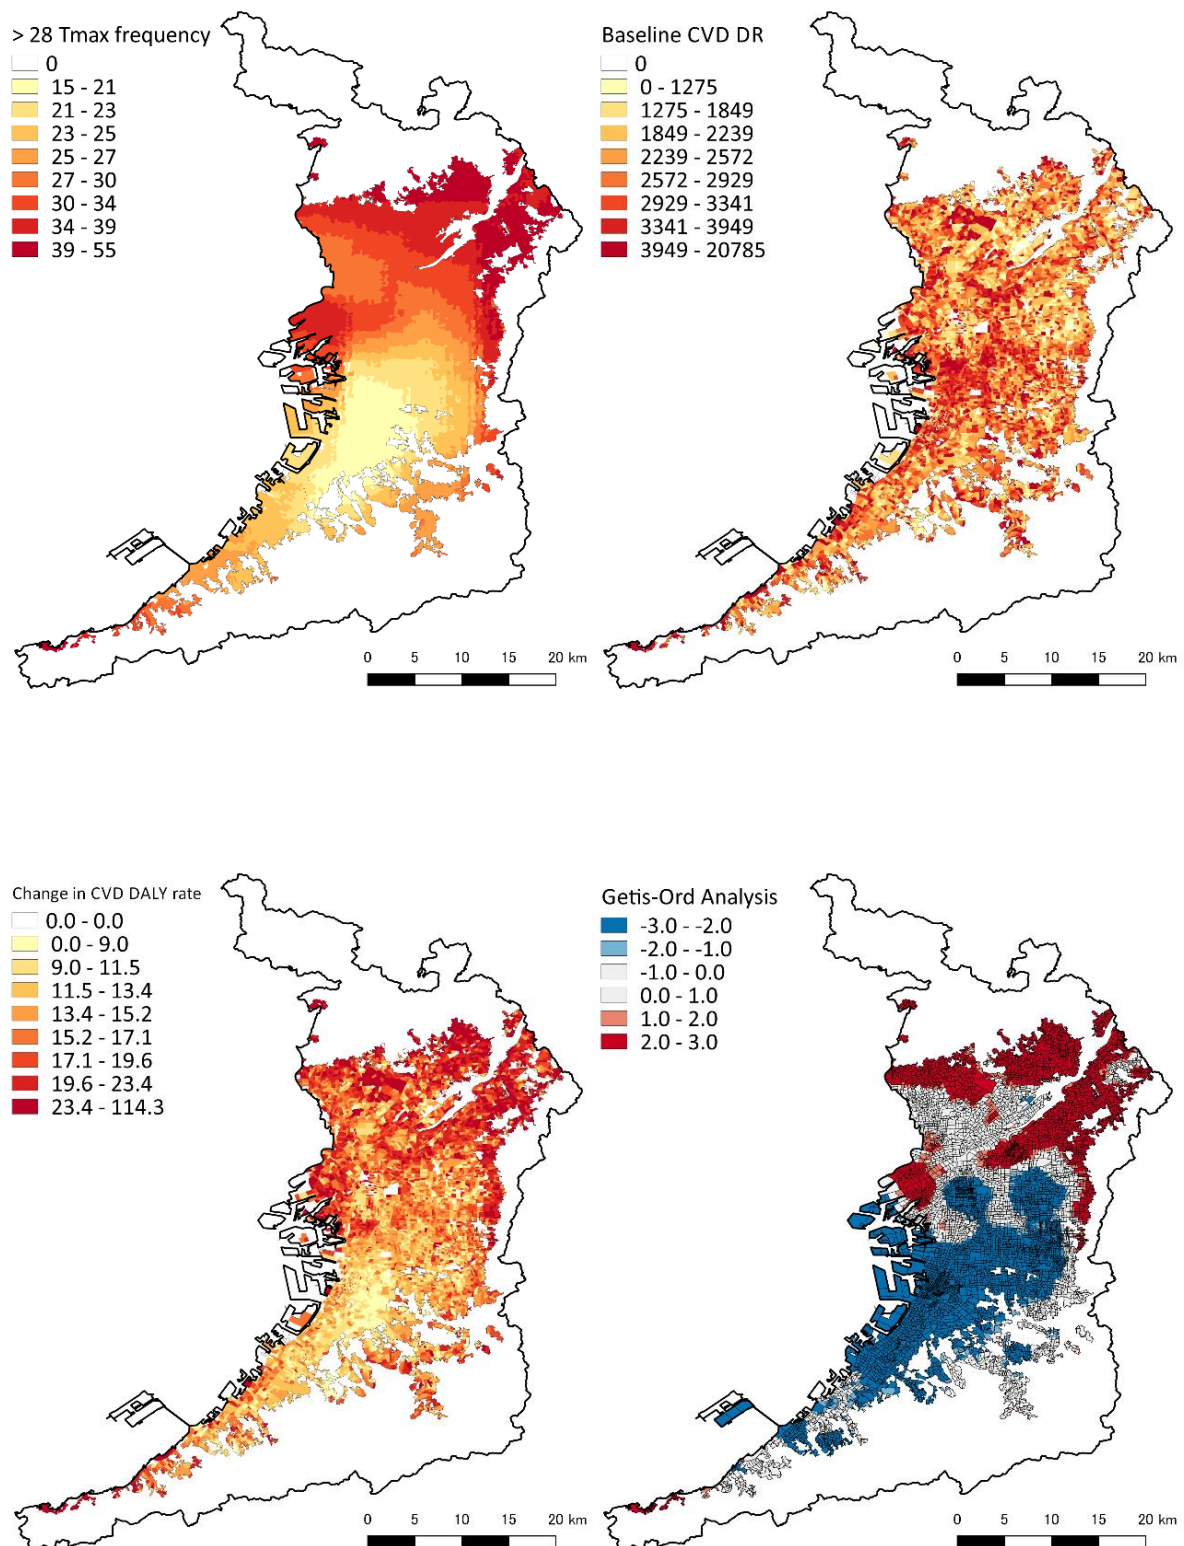 > 28 Tmax frequency
0
15 - 21
21 - 23
23 - 25
25 - 27
27 - 30
30 - 34
34 - 39
39 - 55
0 5 10 15 20 km
Baseline CVD DR
0
0 - 1275
1275 - 1849
1849 - 2239
2239 - 2572
2572 - 2929
2929 - 3341
3341 - 3949
3949 - 20785
0 5 10 15 20 km
Change in CVD DALY rate
0.0 - 0.0
0.0 - 9.0
9.0 - 11.5
11.5 - 13.4
13.4 - 15.2
15.2 - 17.1
17.1 - 19.6
19.6 - 23.4
23.4 - 114.3
0 5 10 15 20 km
Getis-Ord Analysis
-3.0 - -2.0
-2.0 - -1.0
-1.0 - 0.0
0.0 - 1.0
1.0 - 2.0
2.0 - 3.0
0 5 10 15 20 km